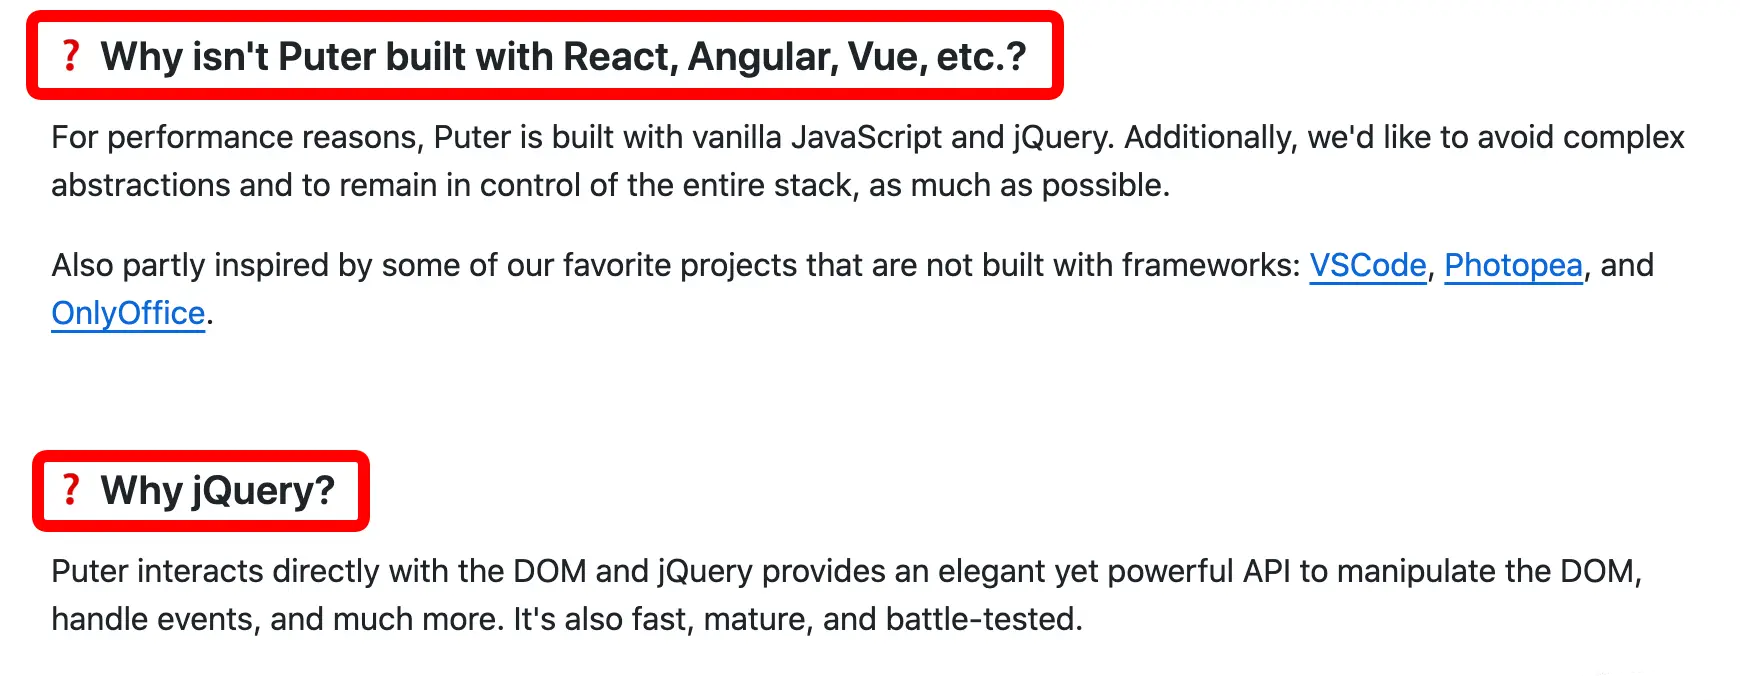 ❓ Why isn't Puter built with React, Angular, Vue, etc.?
For performance reasons, Puter is built with vanilla JavaScript and jQuery. Additionally, we'd like to avoid complex
abstractions and to remain in control of the entire stack, as much as possible.
Also partly inspired by some of our favorite projects that are not built with frameworks: VSCode, Photopea, and
OnlyOffice.
❓ Why jQuery?
Puter interacts directly with the DOM and jQuery provides an elegant yet powerful API to manipulate the DOM,
handle events, and much more. It's also fast, mature, and battle-tested.